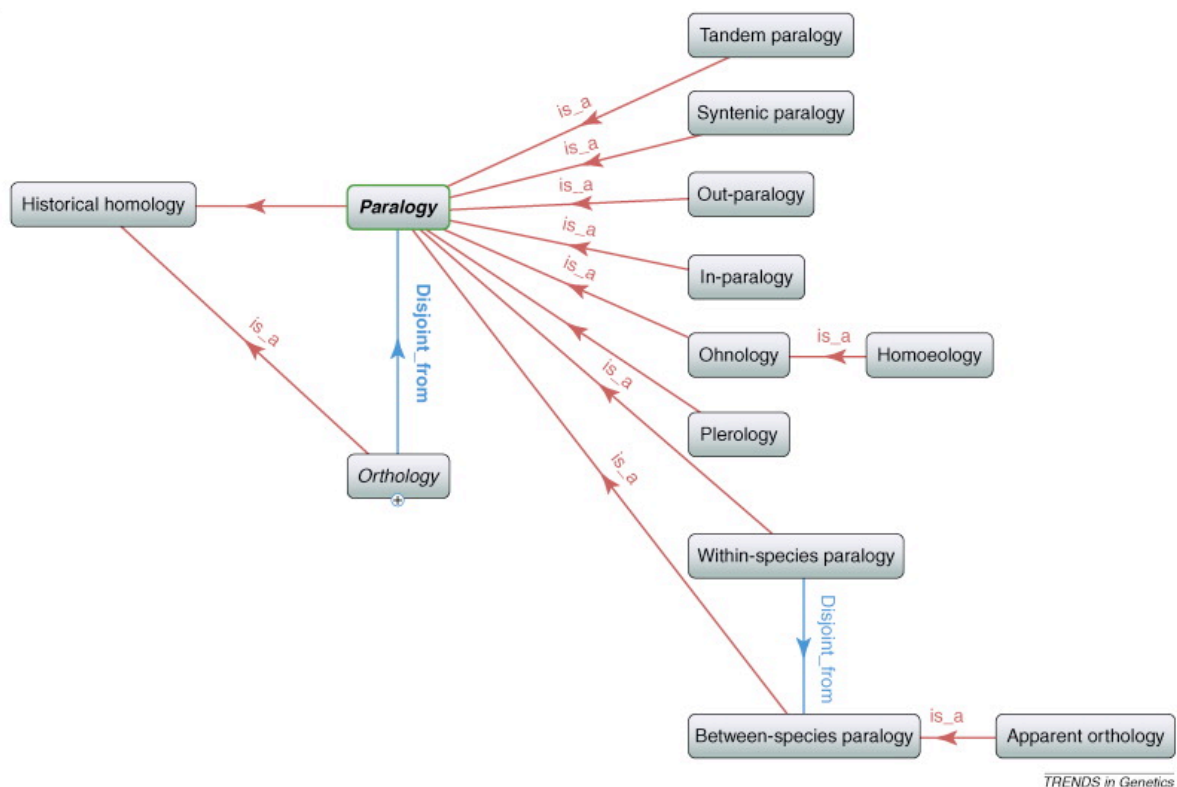 Tandem paralogy
is_a
Syntenic paralogy
is_a
Historical homology
Paralogy
is_a
Out-paralogy
is_a
In-paralogy
is_a
Disjoint_from
is_a
Ohnology
is_a
Homoeology
is_a
Plerology
is_a
Orthology
Within-species paralogy
Disjoint_from
Between-species paralogy
is_a
Apparent orthology
TRENDS in Genetics